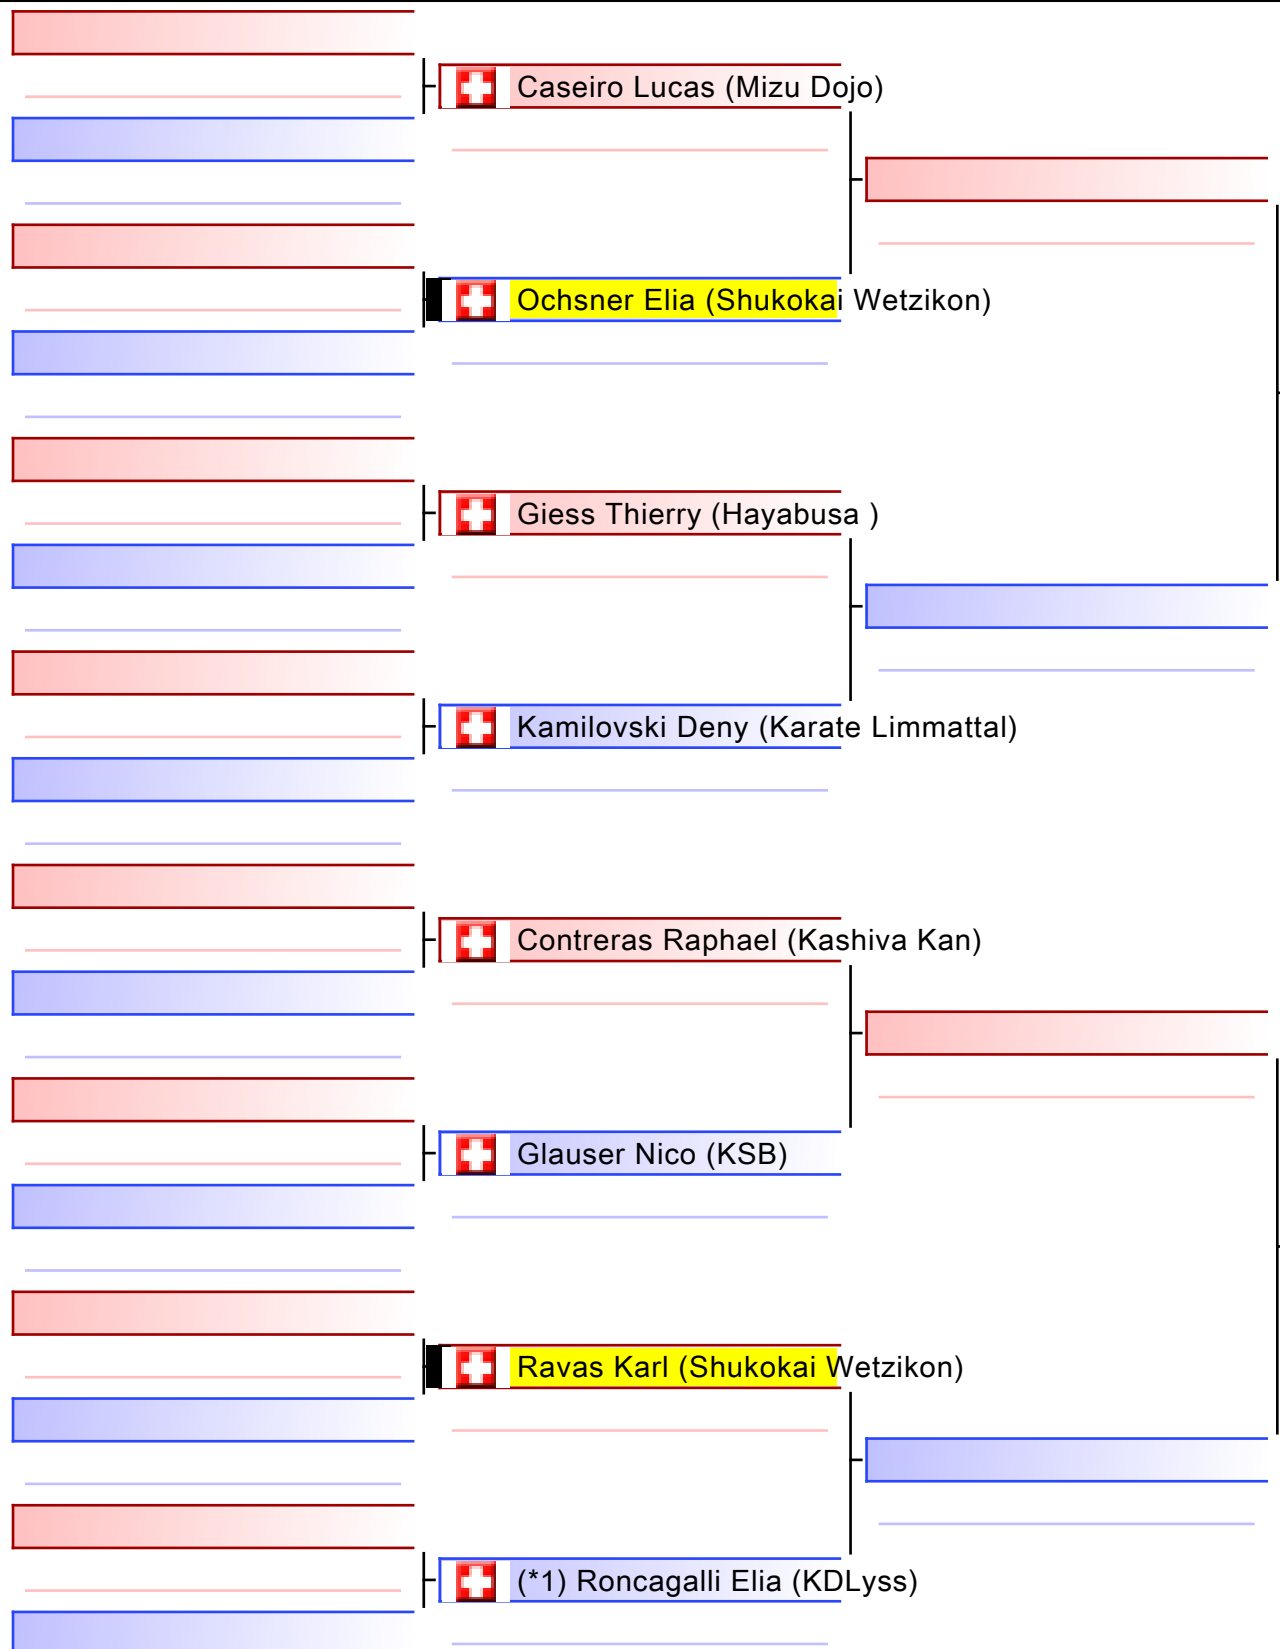 Caseiro Lucas (Mizu Dojo)
Ochsner Elia (Shukokai Wetzikon)
Giess Thierry (Hayabusa )
Kamilovski Deny (Karate Limmattal)
Contreras Raphael (Kashiva Kan)
Glauser Nico (KSB)
Ravas Karl (Shukokai Wetzikon)
(*1) Roncagalli Elia (KDLyss)